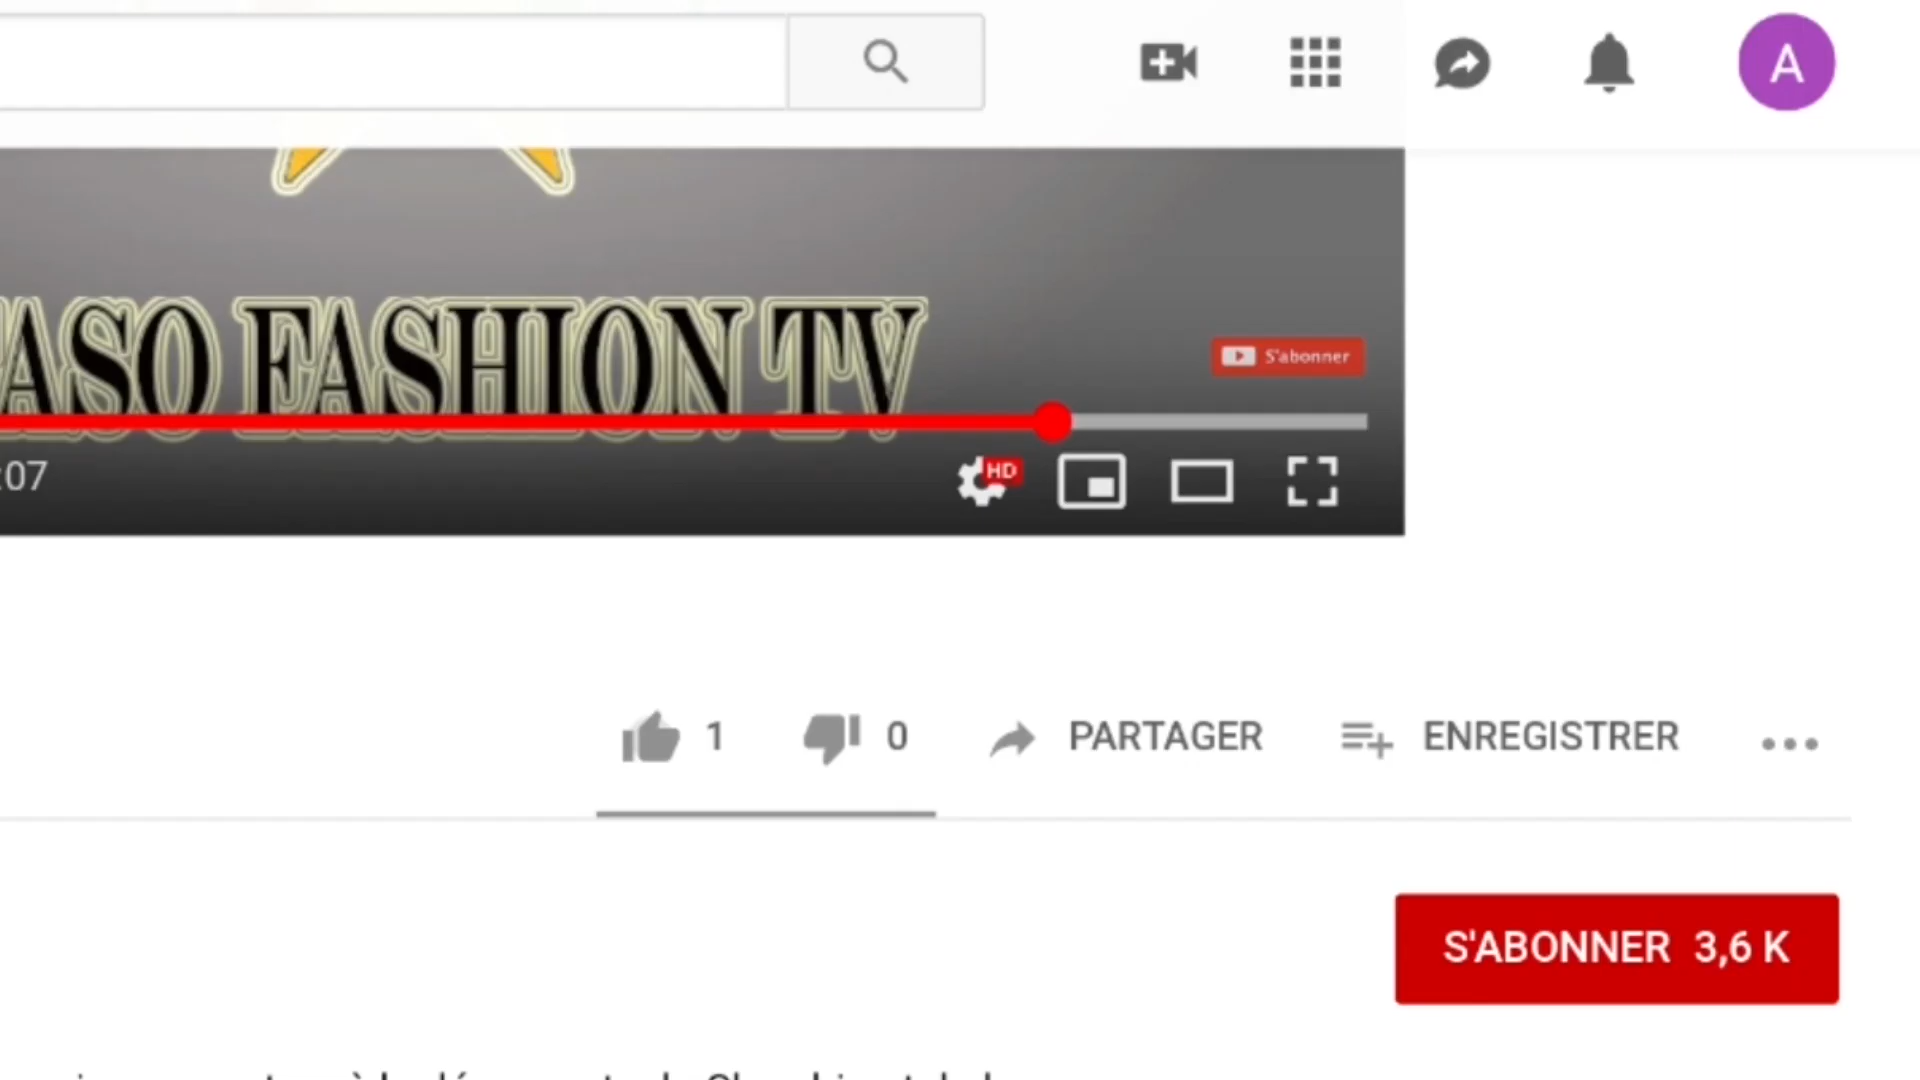 A
ASO FASHION TV
S'abonner
:07
HD
1 0 PARTAGER ENREGISTRER
S'ABONNER 3,6 K